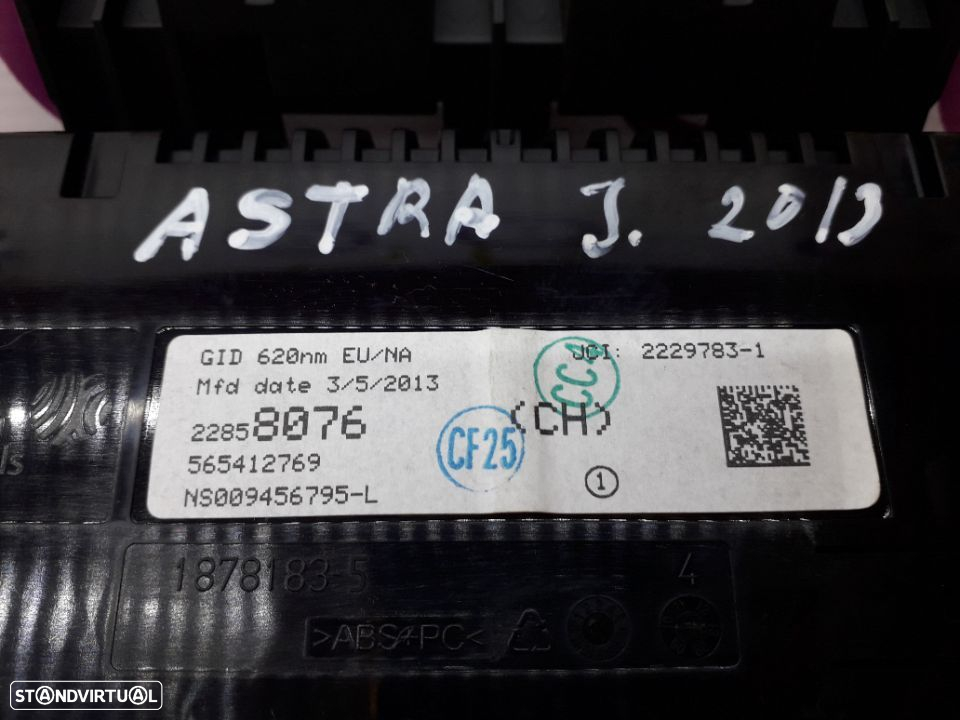 ASTRA J. 2013
GID 620nm EU/NA
JCI: 2229783-1
Mfd date 3/5/2013
CCA
22858076
(CH)
CF25
565412769
NS009456795-L
1
1878183-5
4
>ABS+PC<
STANDVIRTUAL